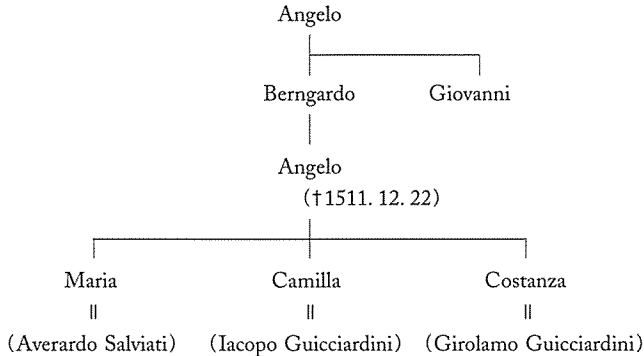 Angelo
Berngardo Giovanni
Angelo
(†1511. 12. 22)
Maria Camilla Costanza
॥ ॥ ॥
(Averardo Salviati) (Iacopo Guicciardini) (Girolamo Guicciardini)